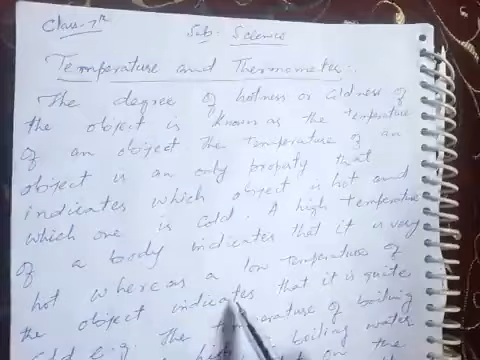 Class-7th
Sub: Science
Temperature and Thermometer:-
The degree of hotness or coldness of
the object is known as the temperature
of an object. The temperature of an
object is an only property that
indicates which object is hot and
which one is cold. A high temperature
of a body indicates that it is very
hot where as a low temperature of
the object indicates that it is quite
cold e.g. The temperature of boiling
boiling water
the